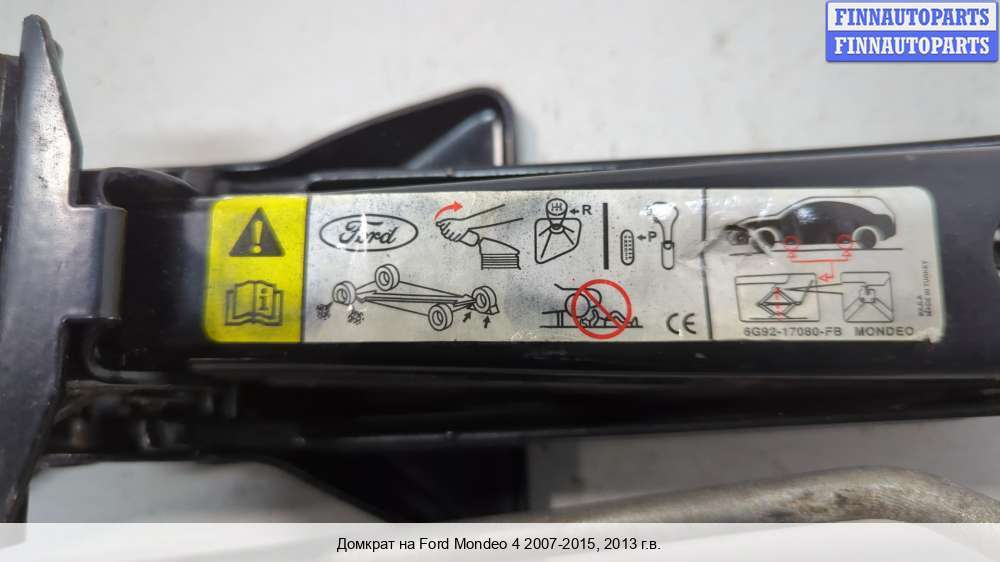 FINNAUTOPARTS
FINNAUTOPARTS
Ford
R
P
CE
6G92-17080-FB MONDEO
MADE IN TURKEY
Домкрат на Ford Mondeo 4 2007-2015, 2013 г.в.